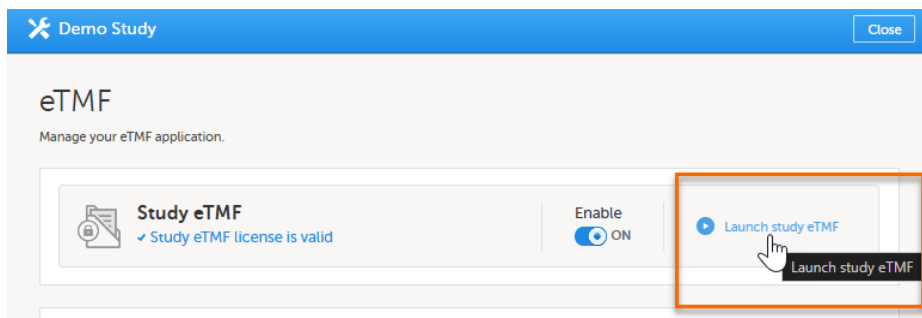 Demo Study
Close
eTMF
Manage your eTMF application.
Study eTMF
Study eTMF license is valid
Enable
ON
Launch study eTMF
Launch study eTMF